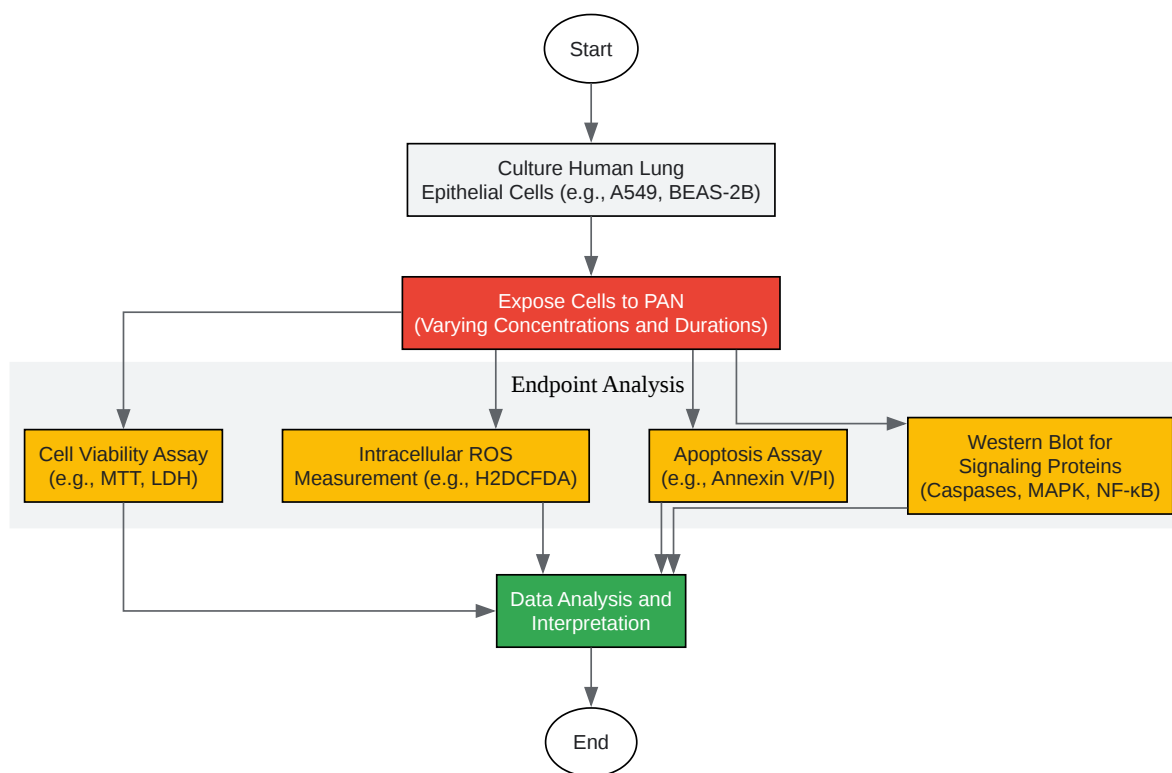 Start
Culture Human Lung
Epithelial Cells (e.g., A549, BEAS-2B)
Expose Cells to PAN
(Varying Concentrations and Durations)
Endpoint Analysis
Cell Viability Assay
(e.g., MTT, LDH)
Intracellular ROS
Measurement (e.g., H2DCFDA)
Apoptosis Assay
(e.g., Annexin V/PI)
Western Blot for
Signaling Proteins
(Caspases, MAPK, NF-κB)
Data Analysis and
Interpretation
End